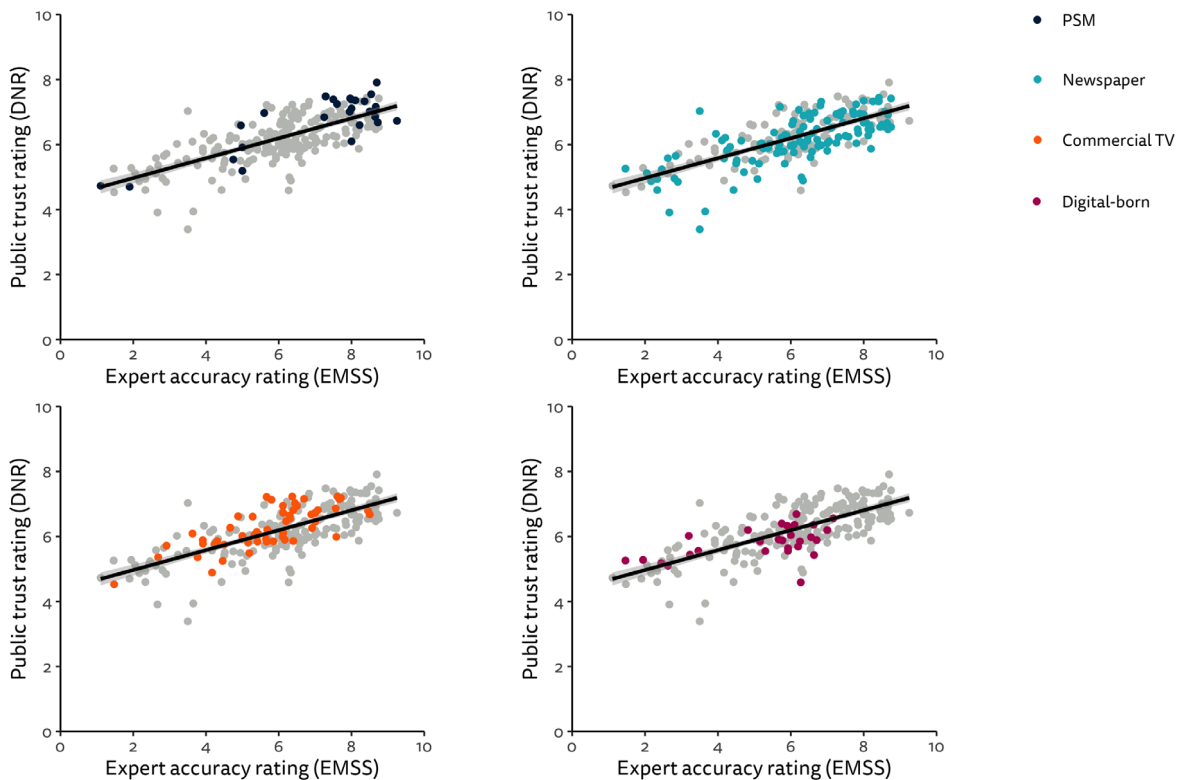 10
8
6
4
2
0
Public trust rating (DNR)
0 2 4 6 8 10
Expert accuracy rating (EMSS)
10
8
6
4
2
0
Public trust rating (DNR)
0 2 4 6 8 10
Expert accuracy rating (EMSS)
PSM
Newspaper
Commercial TV
Digital-born
10
8
6
4
2
0
Public trust rating (DNR)
0 2 4 6 8 10
Expert accuracy rating (EMSS)
10
8
6
4
2
0
Public trust rating (DNR)
0 2 4 6 8 10
Expert accuracy rating (EMSS)